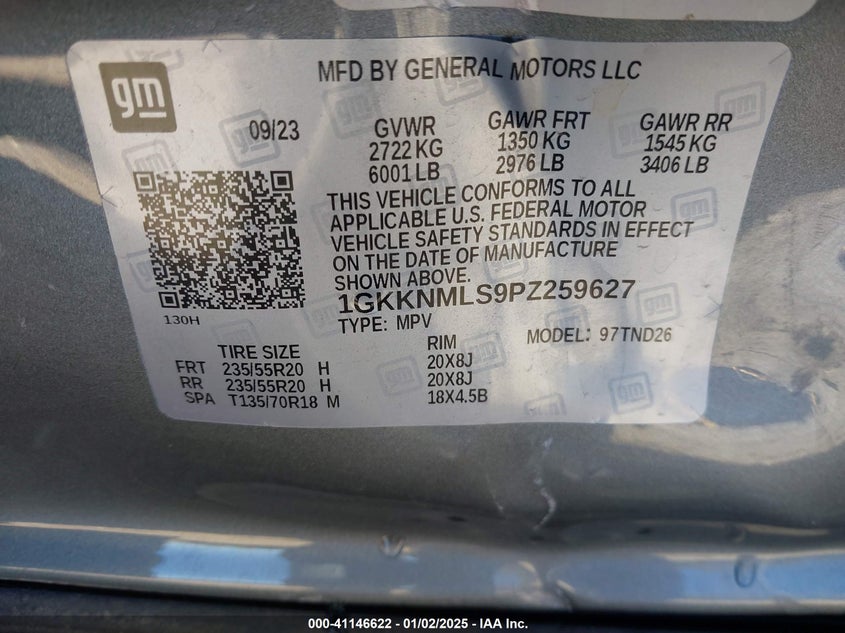 gm
MFD BY GENERAL MOTORS LLC
09/23
GVWR
2722 KG
6001 LB
GAWR FRT
1350 KG
2976 LB
GAWR RR
1545 KG
3406 LB
THIS VEHICLE CONFORMS TO ALL
APPLICABLE U.S. FEDERAL MOTOR
VEHICLE SAFETY STANDARDS IN EFFECT
ON THE DATE OF MANUFACTURE
SHOWN ABOVE.
1GKKNMLS9PZ259627
130H
TYPE: MPV
MODEL: 97TND26
TIRE SIZE RIM
FRT 235/55R20 H 20X8J
RR 235/55R20 H 20X8J
SPA T135/70R18 M 18X4.5B
000-41146622 - 01/02/2025 - IAA Inc.